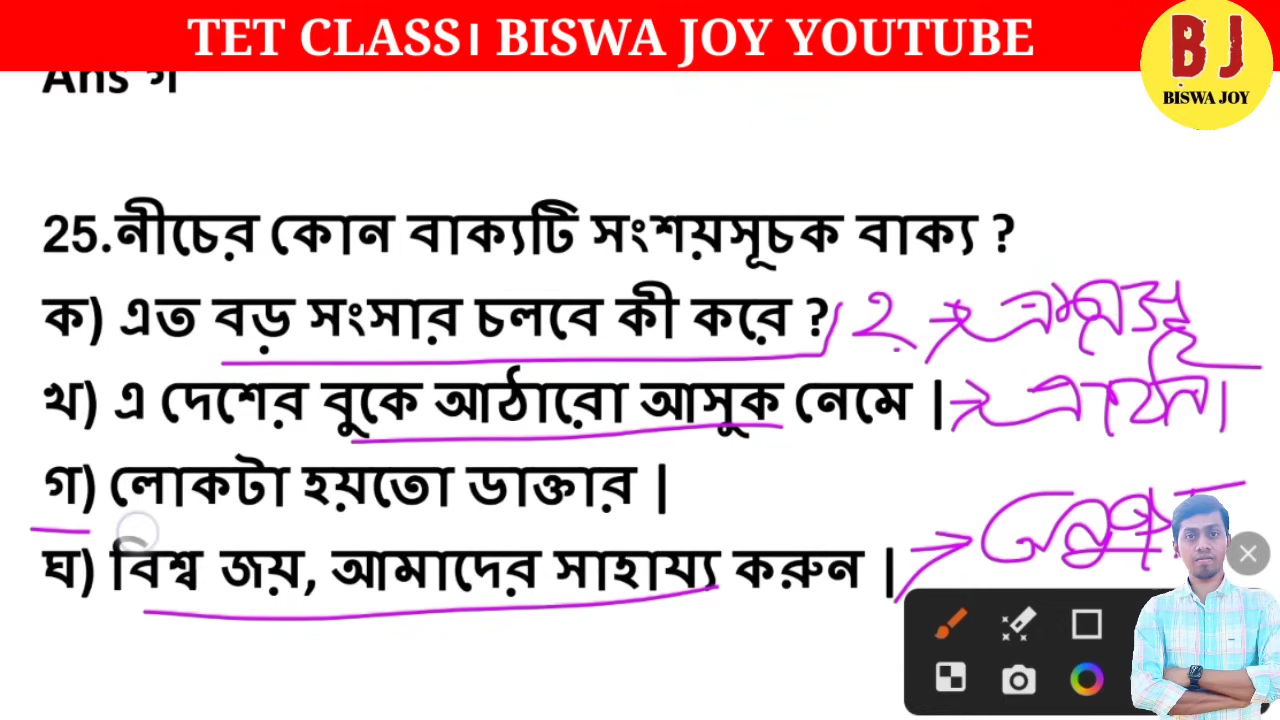 TET CLASS। BISWA JOY YOUTUBE
BJ
BISWA JOY
Ans গ
25.নীচের কোন বাক্যটি সংশয়সূচক বাক্য ?
ক) এত বড় সংসার চলবে কী করে ?
খ) এ দেশের বুকে আঠারো আসুক নেমে |
গ) লোকটা হয়তো ডাক্তার |
ঘ) বিশ্ব জয়, আমাদের সাহায্য করুন |